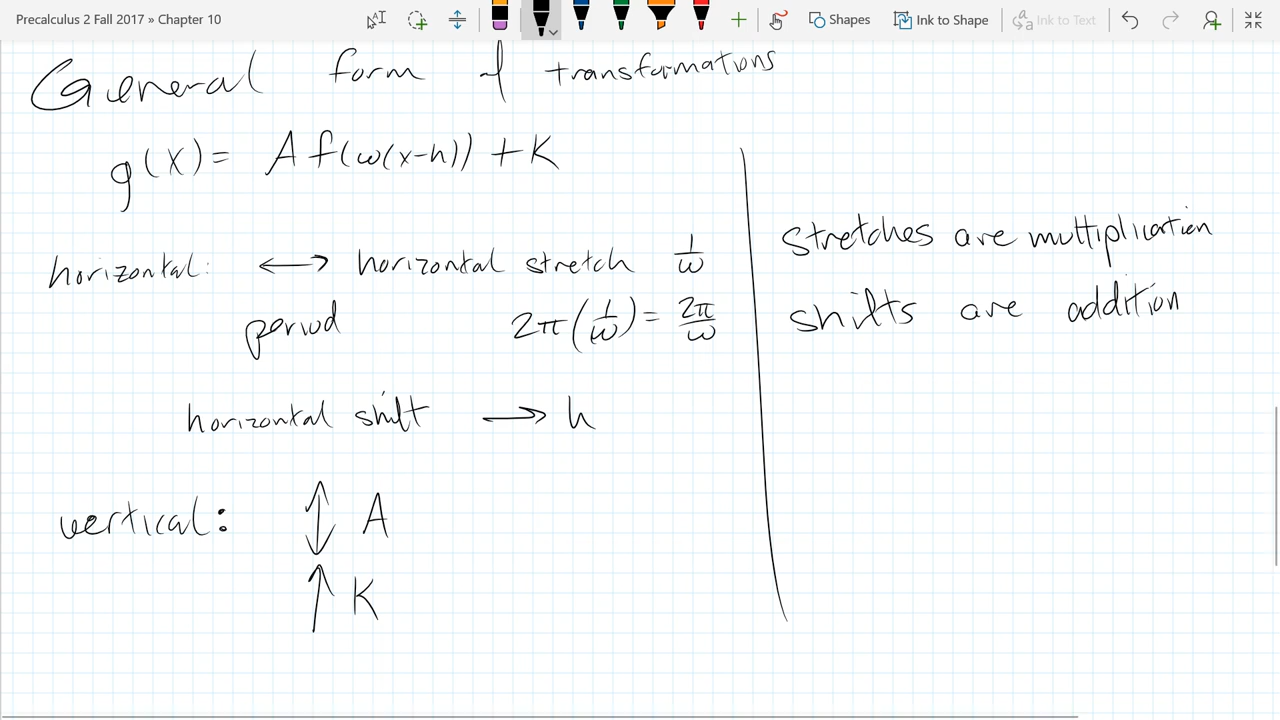 Precalculus 2 Fall 2017 » Chapter 10
Shapes
Ink to Shape
Ink to Text
General form of transformations
g(x) = A f(ω(x-h)) + K
horizontal: ↔ horizontal stretch 1/ω
period 2π(1/ω) = 2π/ω
horizontal shift → h
vertical: ↕ A
↑ K
stretches are multiplication
shifts are addition